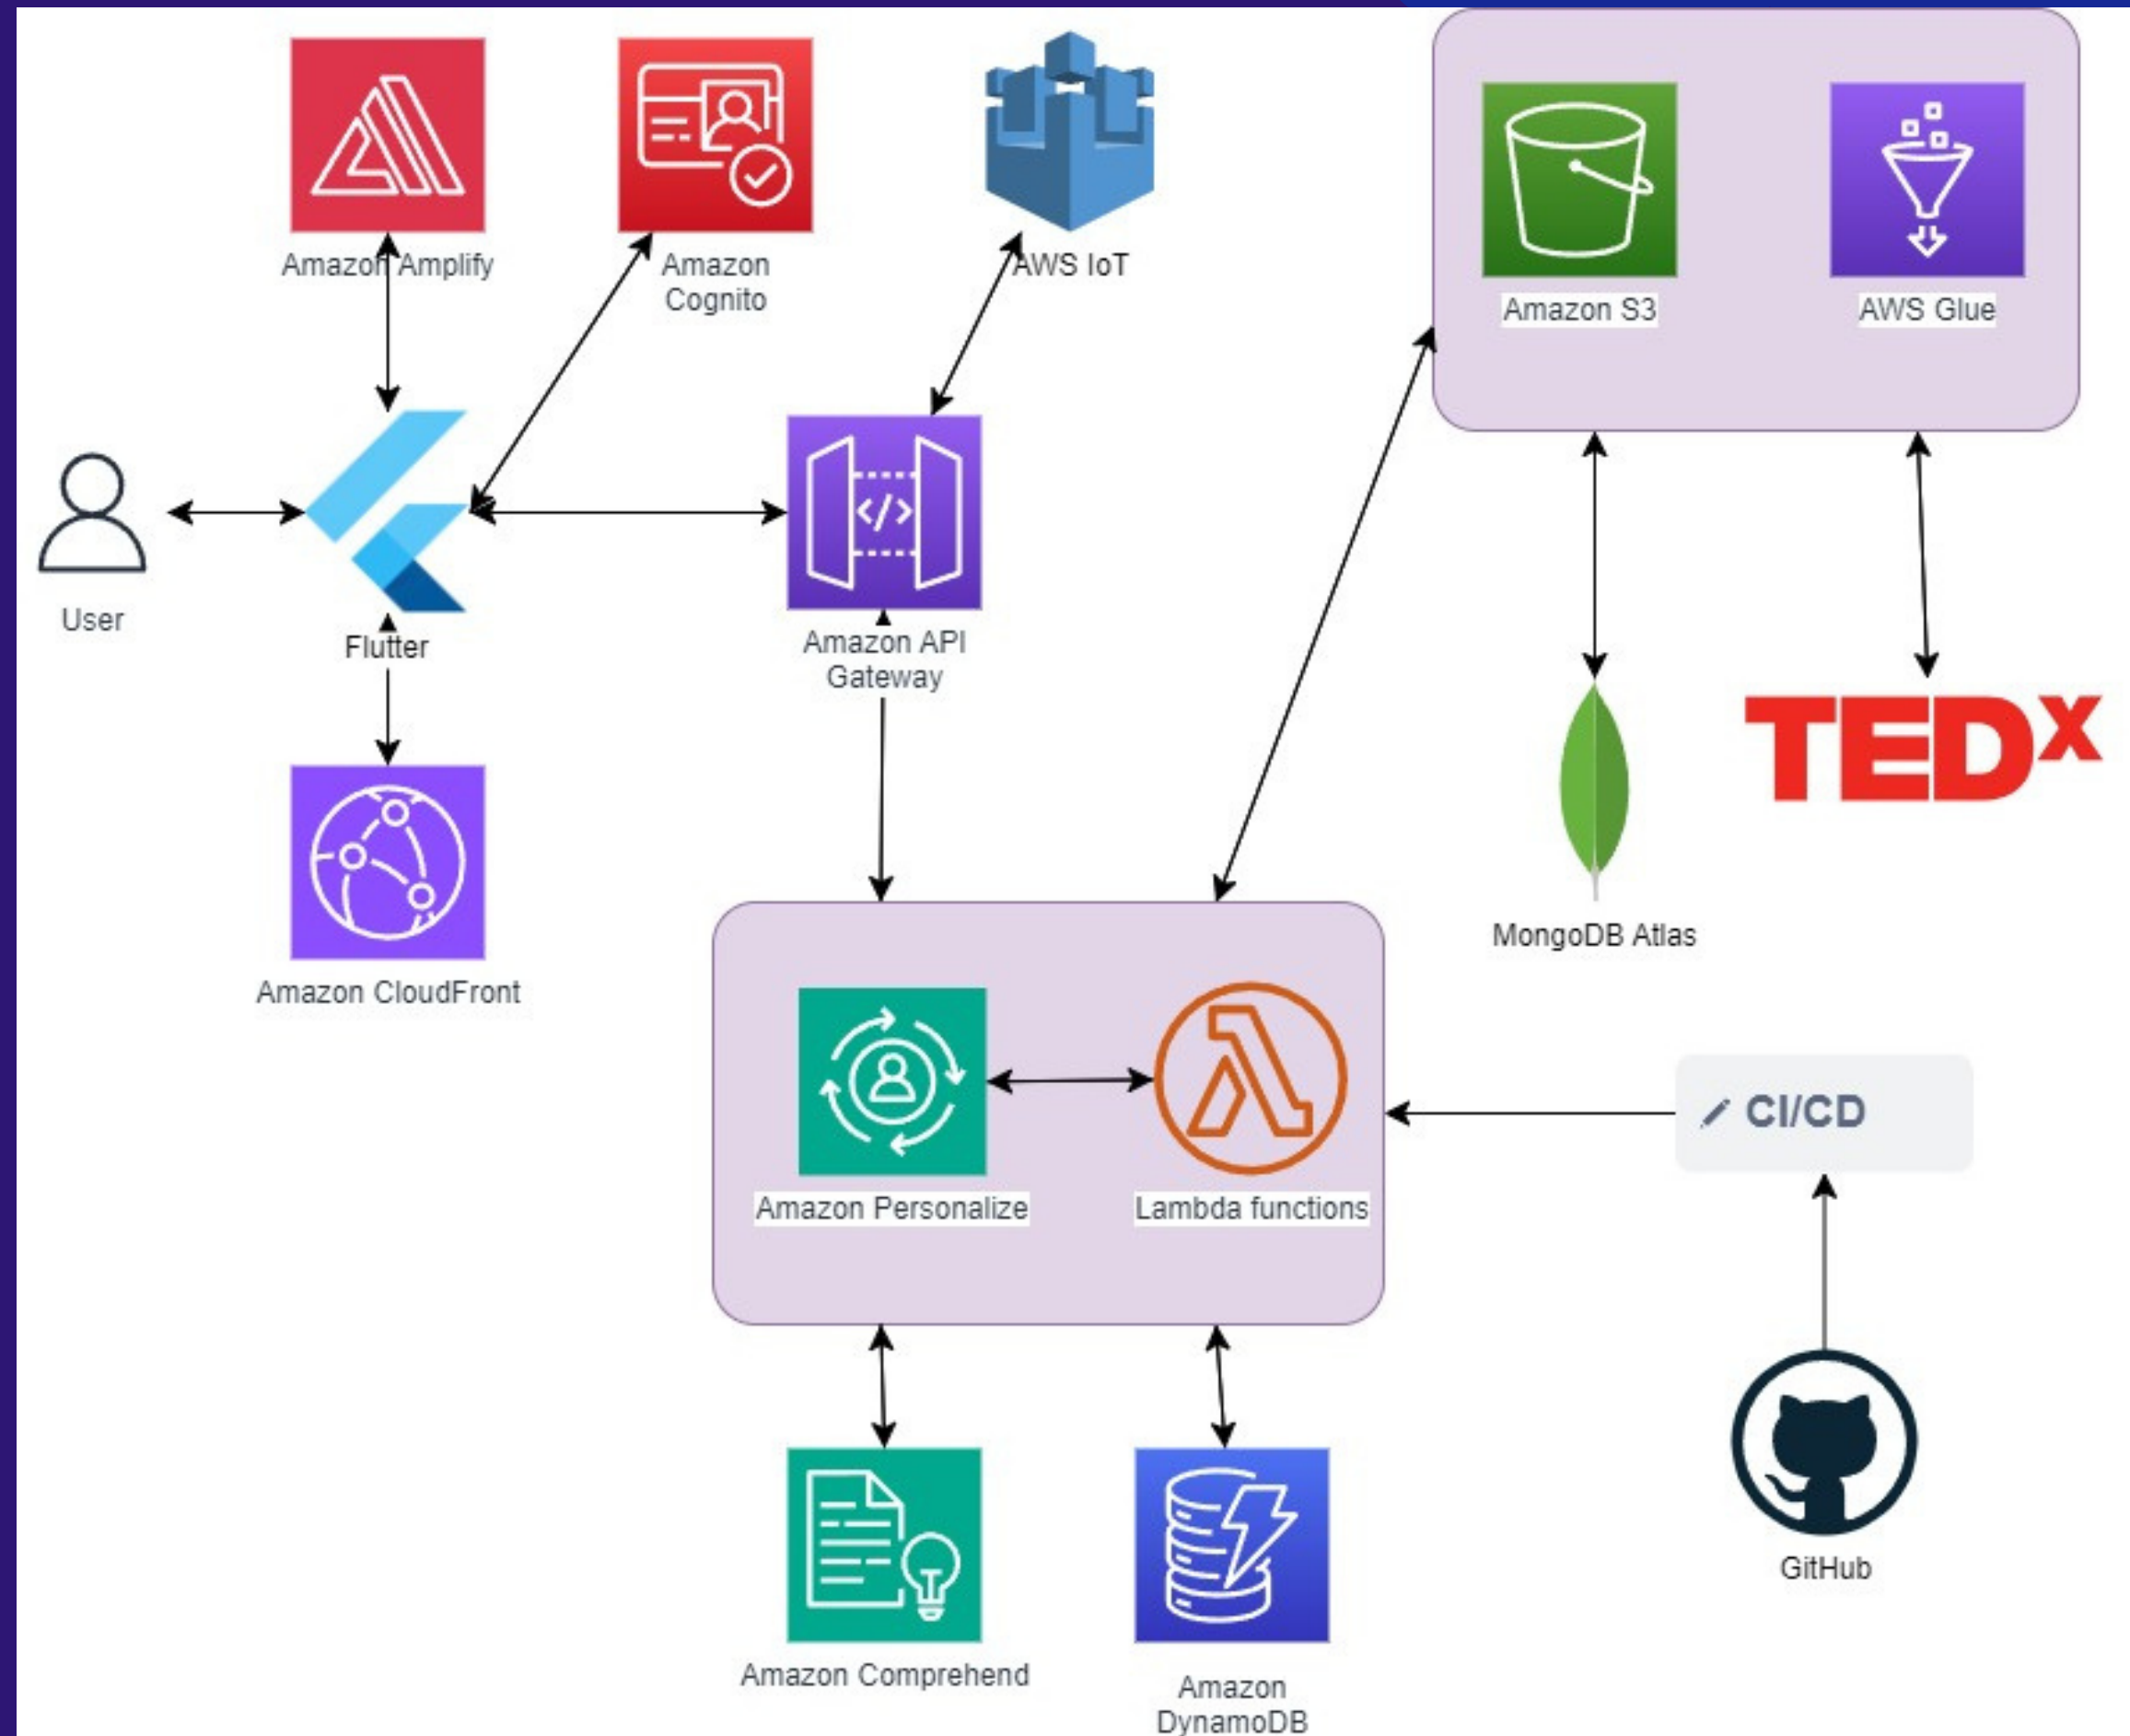 Amazon Amplify
Amazon
Cognito
AWS IoT
Amazon S3
AWS Glue
User
Flutter
Amazon API
Gateway
TEDx
MongoDB Atlas
Amazon CloudFront
</>
Amazon Personalize
Lambda functions
CI/CD
GitHub
Amazon Comprehend
Amazon
DynamoDB